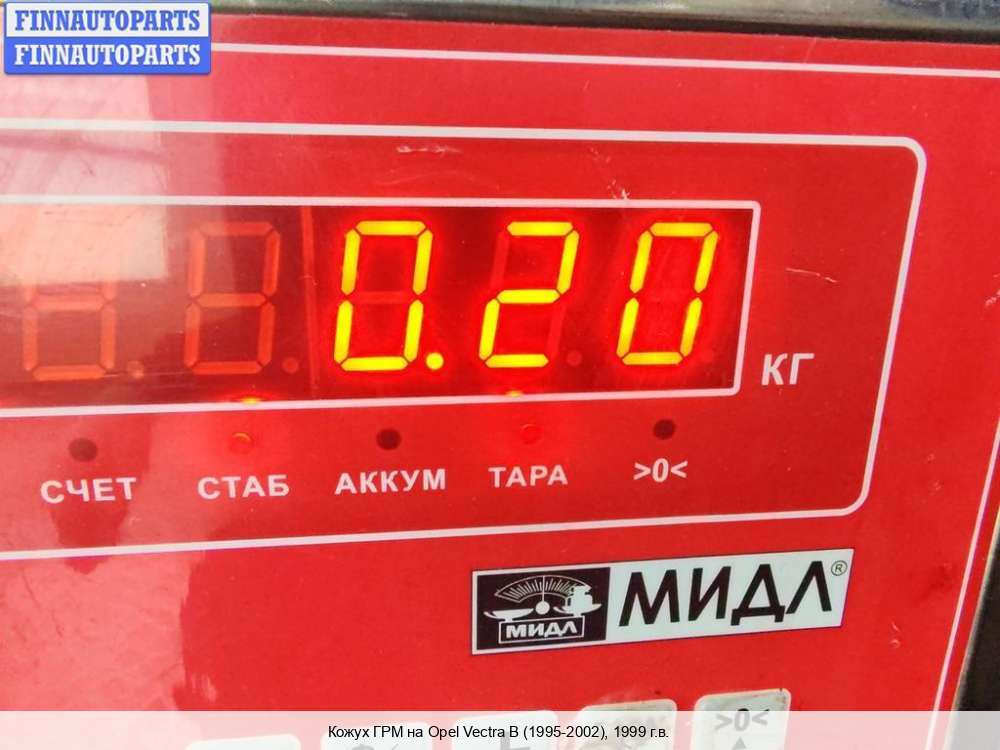 FINNAUTOPARTS
FINNAUTOPARTS
0.20
КГ
СЧЕТ СТАБ АККУМ ТАРА >0<
МИДЛ МИДЛ®
>0<
Кожух ГРМ на Opel Vectra B (1995-2002), 1999 г.в.